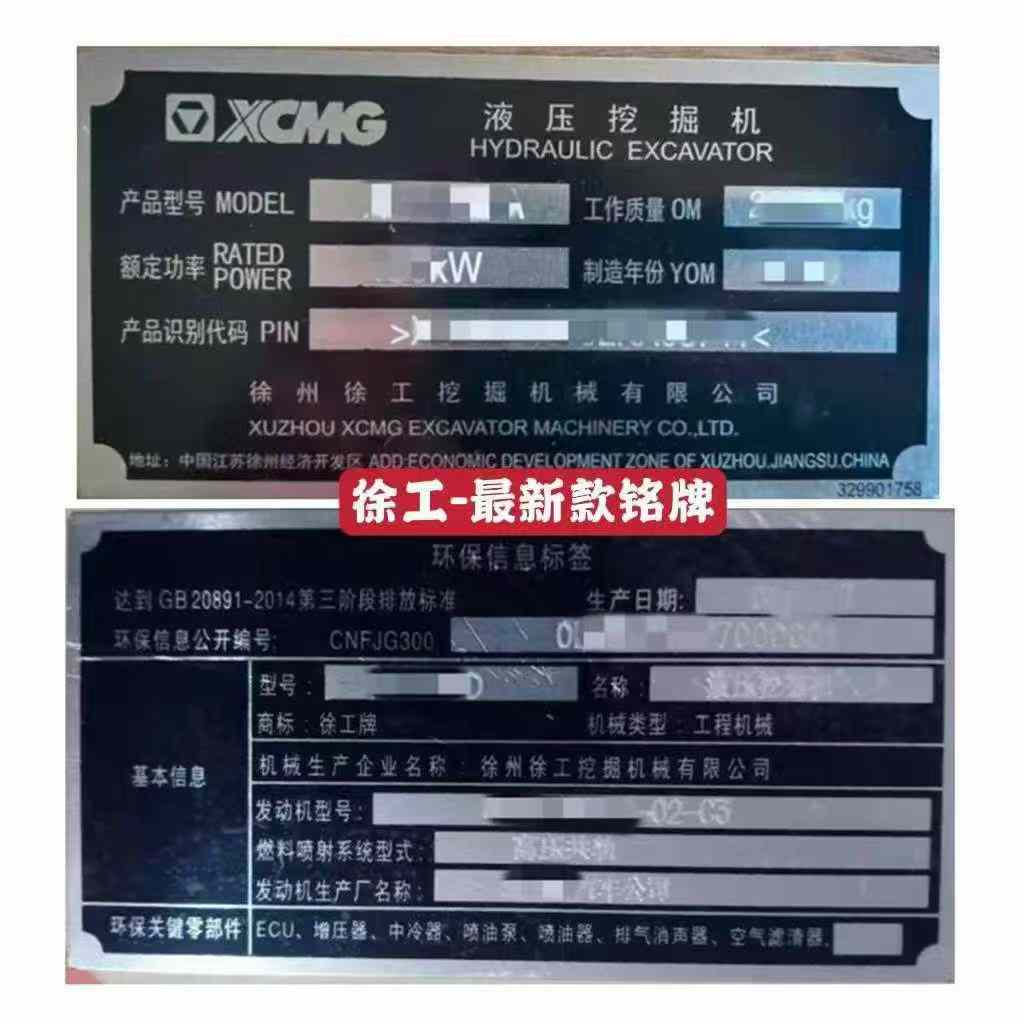 XCMG
液压挖掘机
HYDRAULIC EXCAVATOR
产品型号 MODEL
工作质量 OM 2 kg
额定功率 RATED POWER kW
制造年份 YOM
产品识别代码 PIN > <
徐州徐工挖掘机械有限公司
XUZHOU XCMG EXCAVATOR MACHINERY CO.,LTD.
地址：中国江苏徐州经济开发区 ADD:ECONOMIC DEVELOPMENT ZONE OF XUZHOU.JIANGSU.CHINA
329901758
徐工-最新款铭牌
环保信息标签
达到GB 20891-2014第三阶段排放标准 生产日期:
环保信息公开编号: CNFJG300
型号: 名称:
商标:徐工牌 机械类型:工程机械
基本信息
机械生产企业名称:徐州徐工挖掘机械有限公司
发动机型号:
燃料喷射系统型式:
发动机生产厂名称:
环保关键零部件 ECU、增压器、中冷器、喷油泵、喷油器、排气消声器、空气滤清器